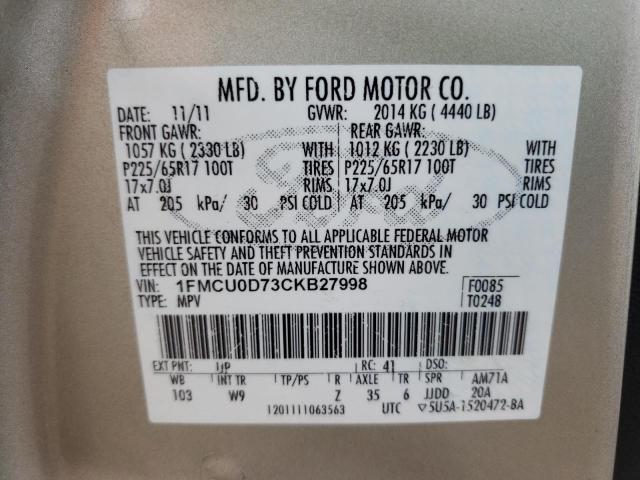 MFD. BY FORD MOTOR CO.
DATE: 11/11 GVWR: 2014 KG ( 4440 LB)
FRONT GAWR: REAR GAWR:
1057 KG ( 2330 LB) WITH 1012 KG ( 2230 LB) WITH
P225/65R17 100T TIRES P225/65R17 100T TIRES
17x7.0J RIMS 17x7.0J RIMS
AT 205 kPa/ 30 PSI COLD AT 205 kPa/ 30 PSI COLD
Ford
THIS VEHICLE CONFORMS TO ALL APPLICABLE FEDERAL MOTOR
VEHICLE SAFETY AND THEFT PREVENTION STANDARDS IN
EFFECT ON THE DATE OF MANUFACTURE SHOWN ABOVE.
VIN: 1FMCU0D73CKB27998 F0085
TYPE: MPV T0248
EXT PNT: UP RC: 41 DSO:
WB INT TR TP/PS R AXLE TR SPR AM71A
103 W9 Z 35 6 JJDD 20A
1201111063563 UTC ▽5U5A-1520472-BA